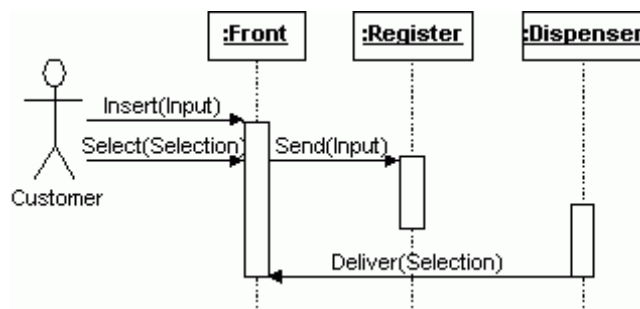 :Front
:Register
:Dispenser
Insert(Input)
Select(Selection)
Send(Input)
Customer
Deliver(Selection)